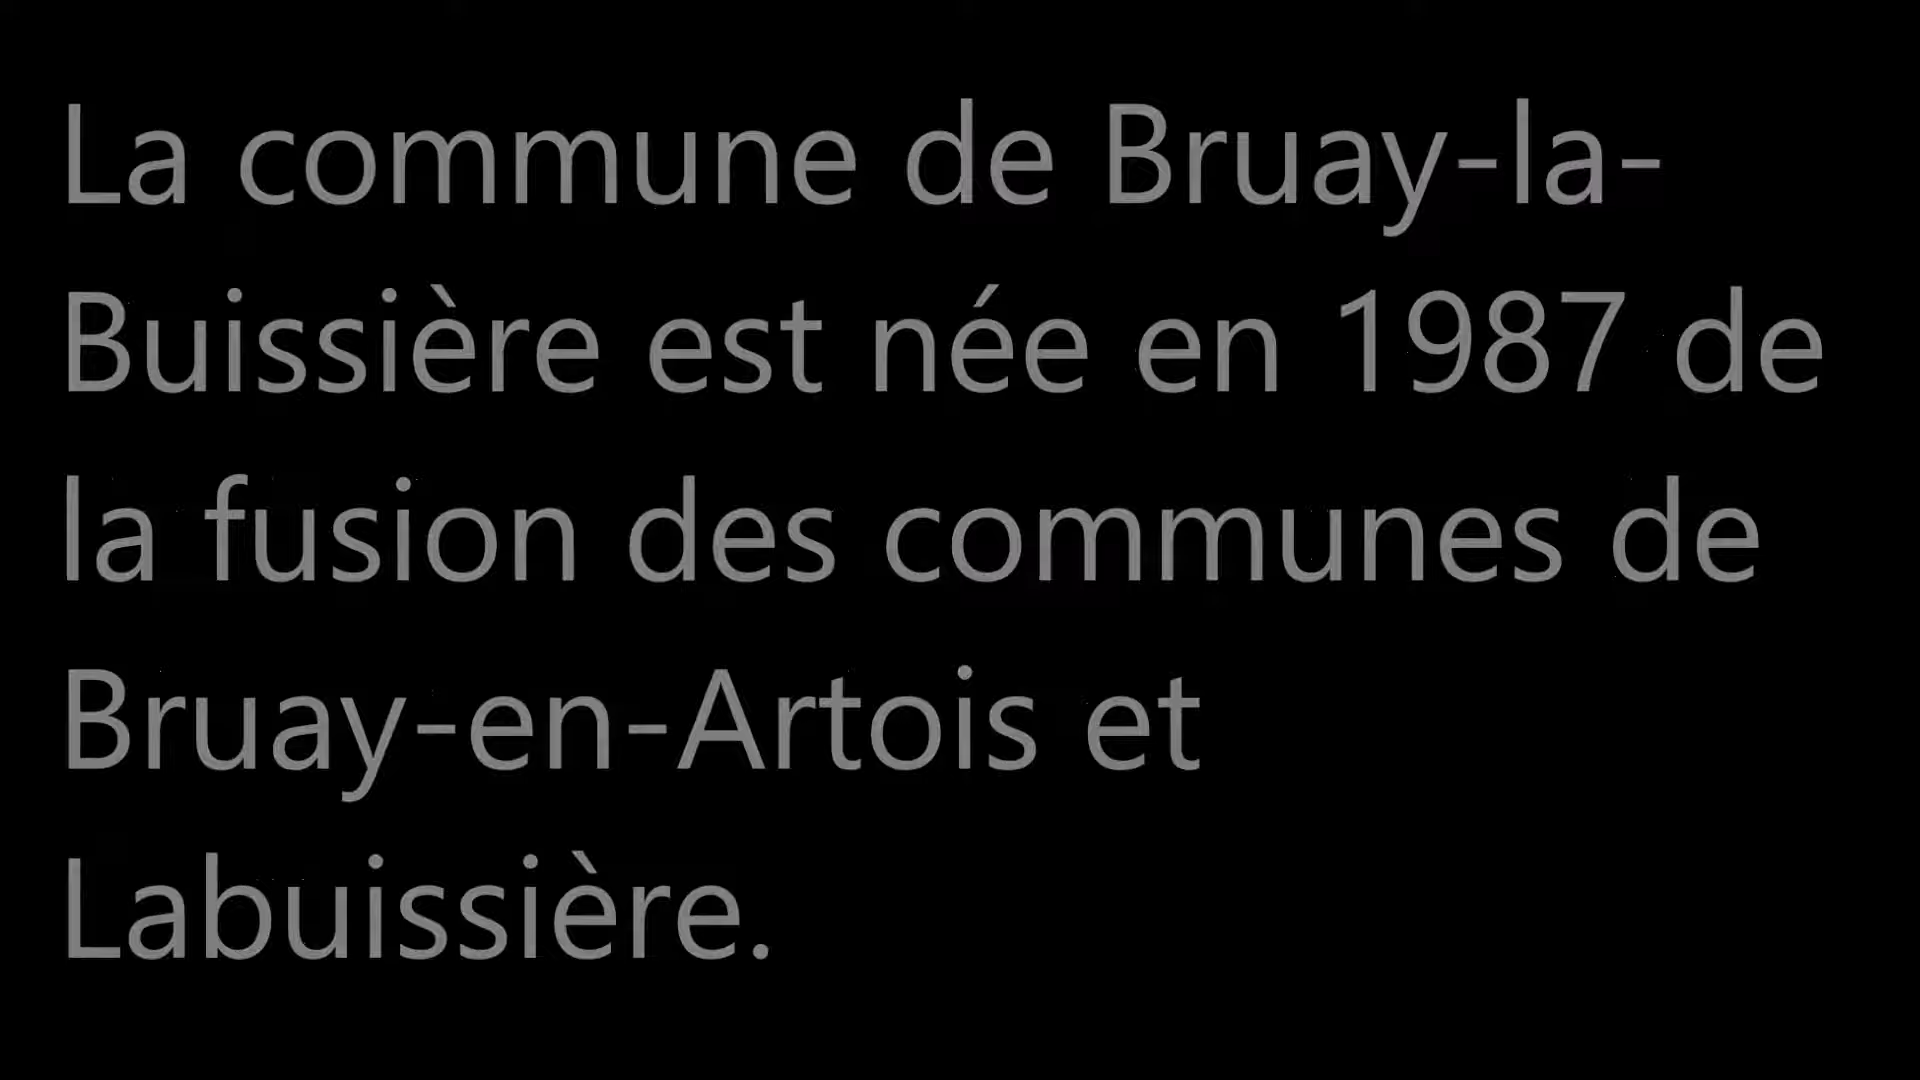 La commune de Bruay-la-
Buissière est née en 1987 de
la fusion des communes de
Bruay-en-Artois et
Labuissière.